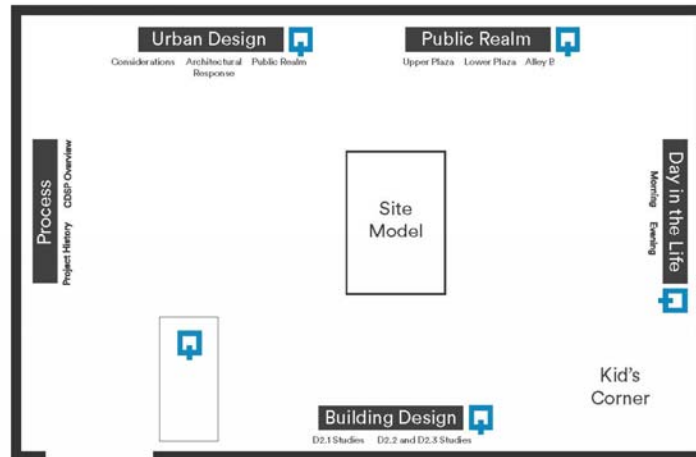 Urban Design
Considerations Architectural Response Public Realm
Public Realm
Upper Plaza Lower Plaza Alley B
Process
Project History CDSP Overview
Site
Model
Day in the Life
Morning Evening
Kid's
Corner
Building Design
D2.1 Studies D2.2 and D2.3 Studies